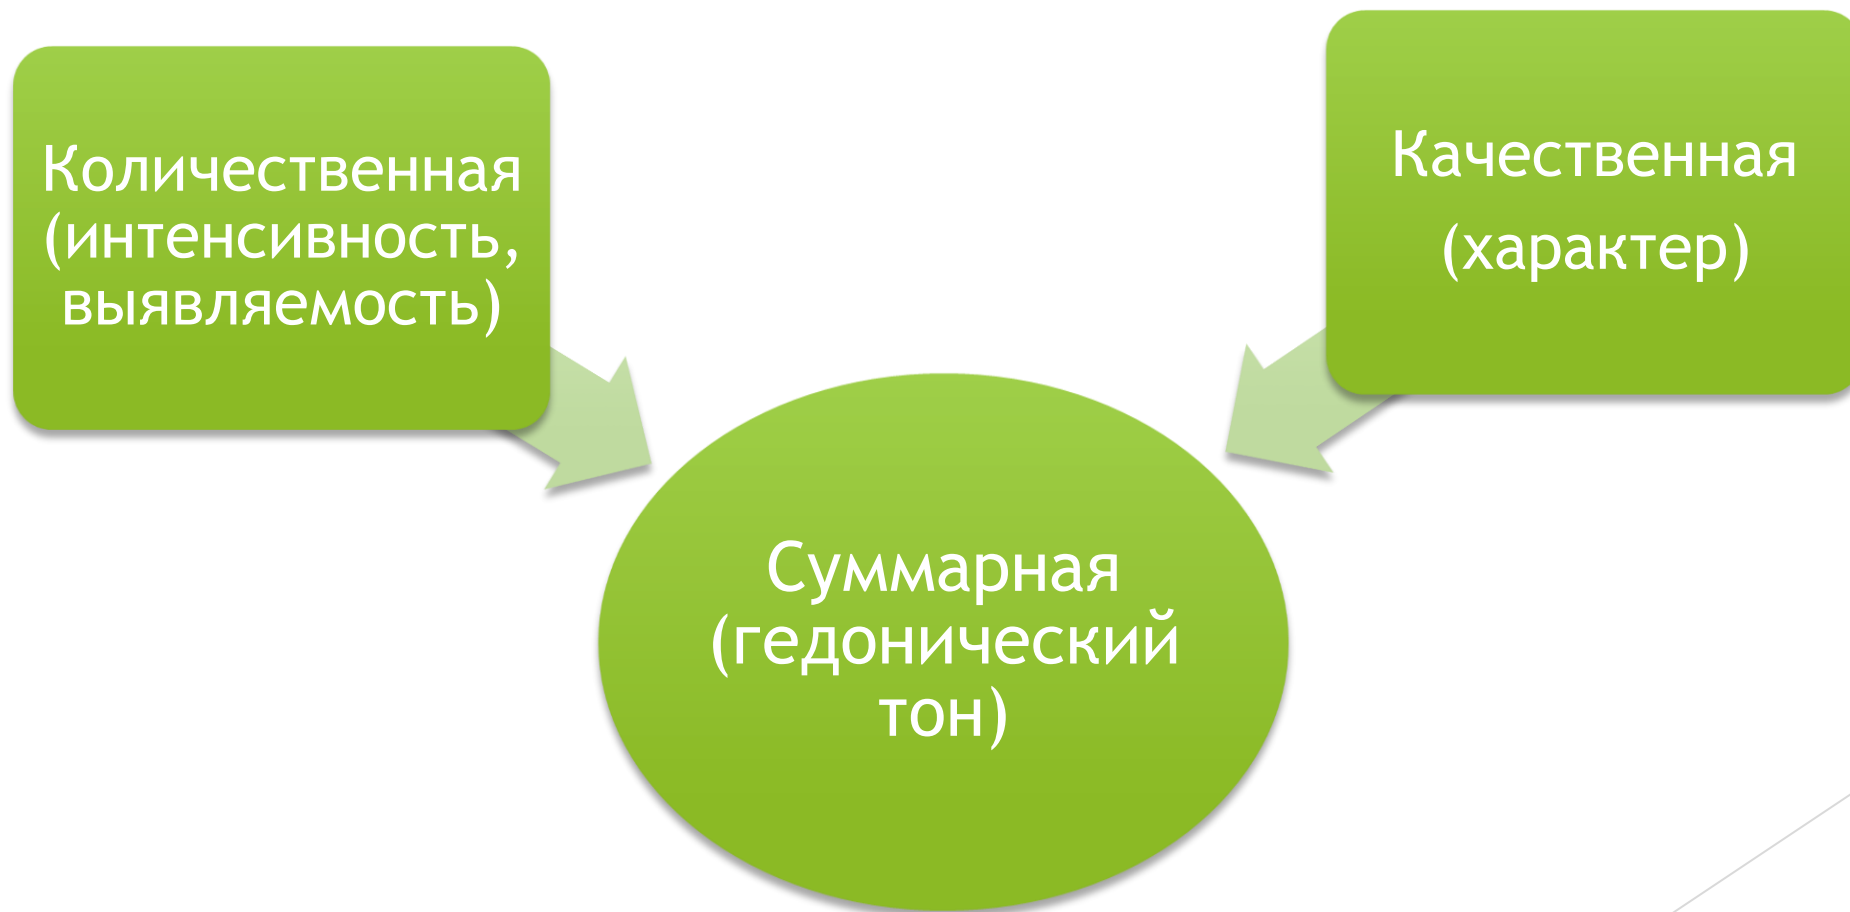 Количественная
(интенсивность,
выявляемость)
Качественная
(характер)
Суммарная
(гедонический
тон)